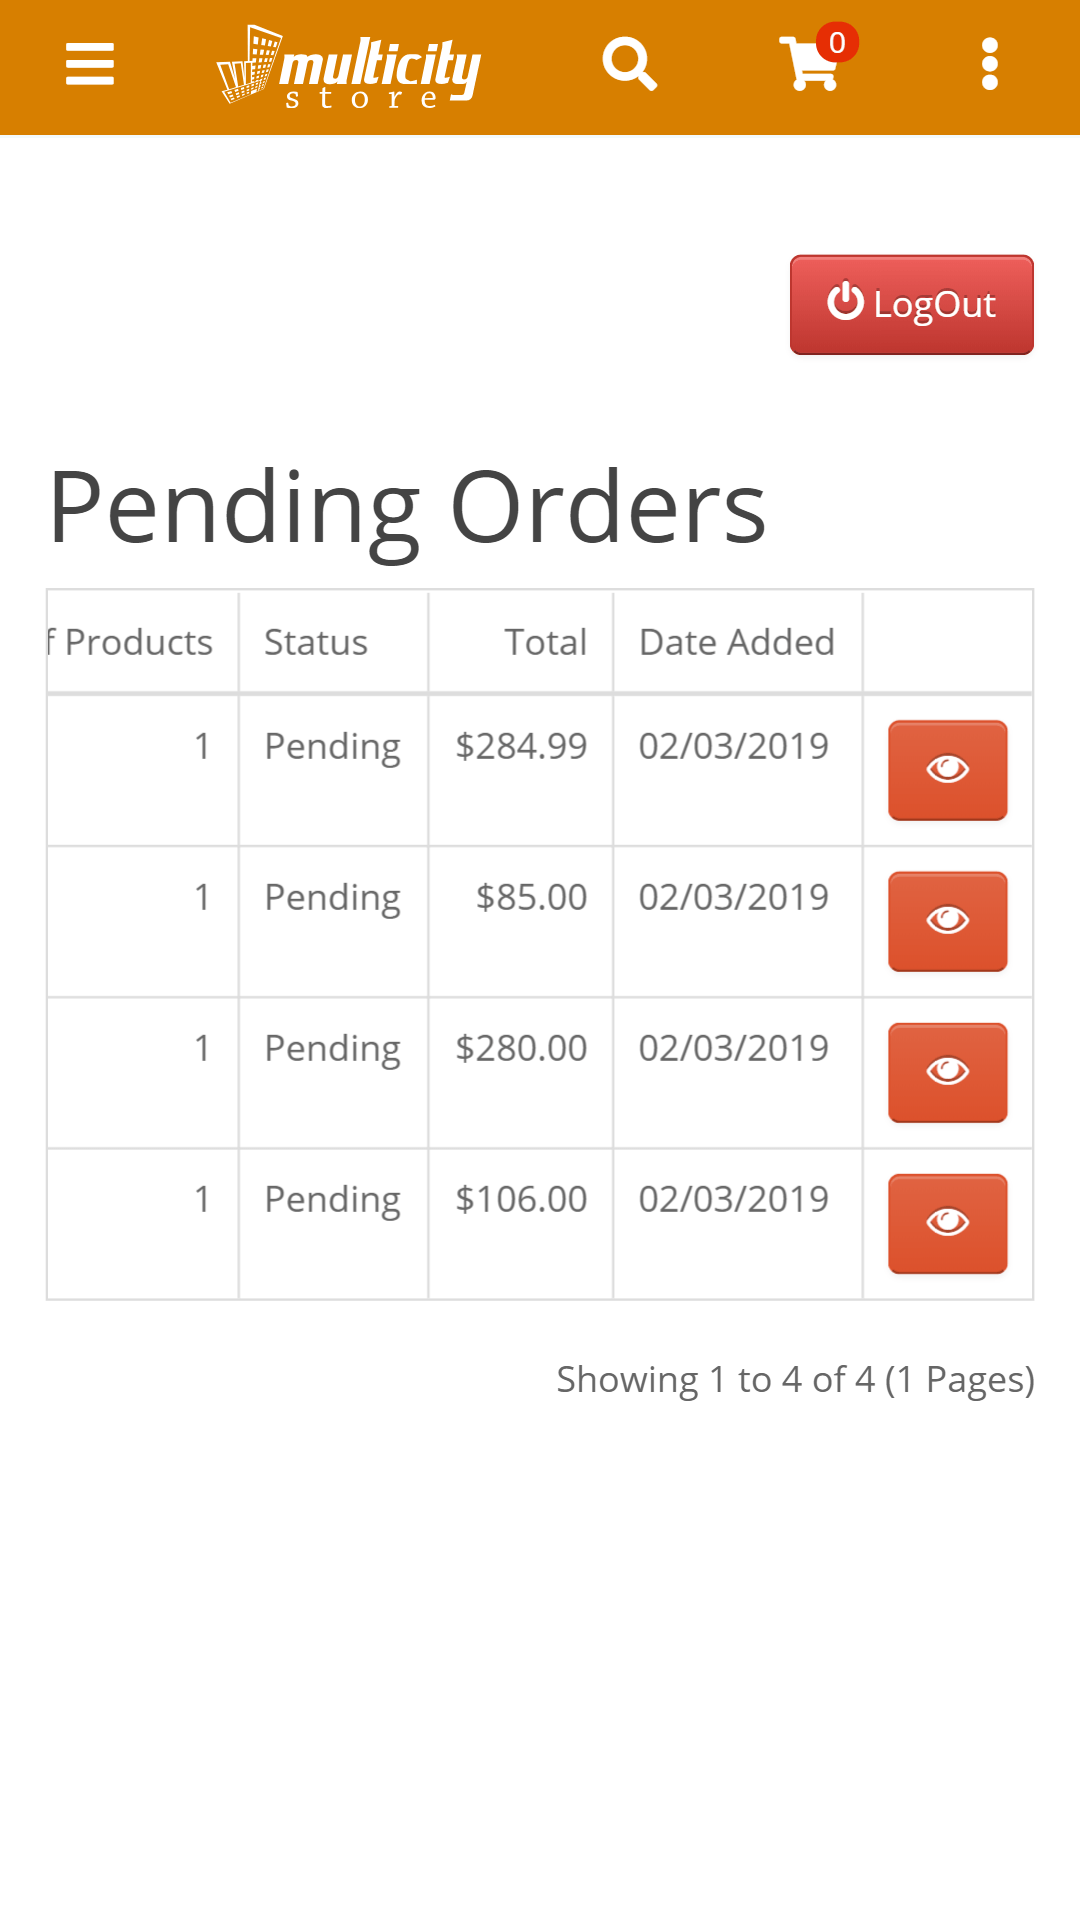 multicity
store
0
LogOut
Pending Orders
f Products Status Total Date Added
1 Pending $284.99 02/03/2019
1 Pending $85.00 02/03/2019
1 Pending $280.00 02/03/2019
1 Pending $106.00 02/03/2019
Showing 1 to 4 of 4 (1 Pages)